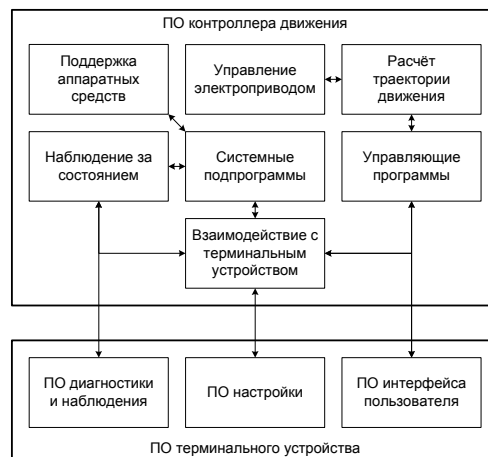 ПО контроллера движения
Поддержка
аппаратных
средств
Управление
электроприводом
Расчёт
траектории
движения
Наблюдение за
состоянием
Системные
подпрограммы
Управляющие
программы
Взаимодействие с
терминальным
устройством
ПО диагностики
и наблюдения
ПО настройки
ПО интерфейса
пользователя
ПО терминального устройства